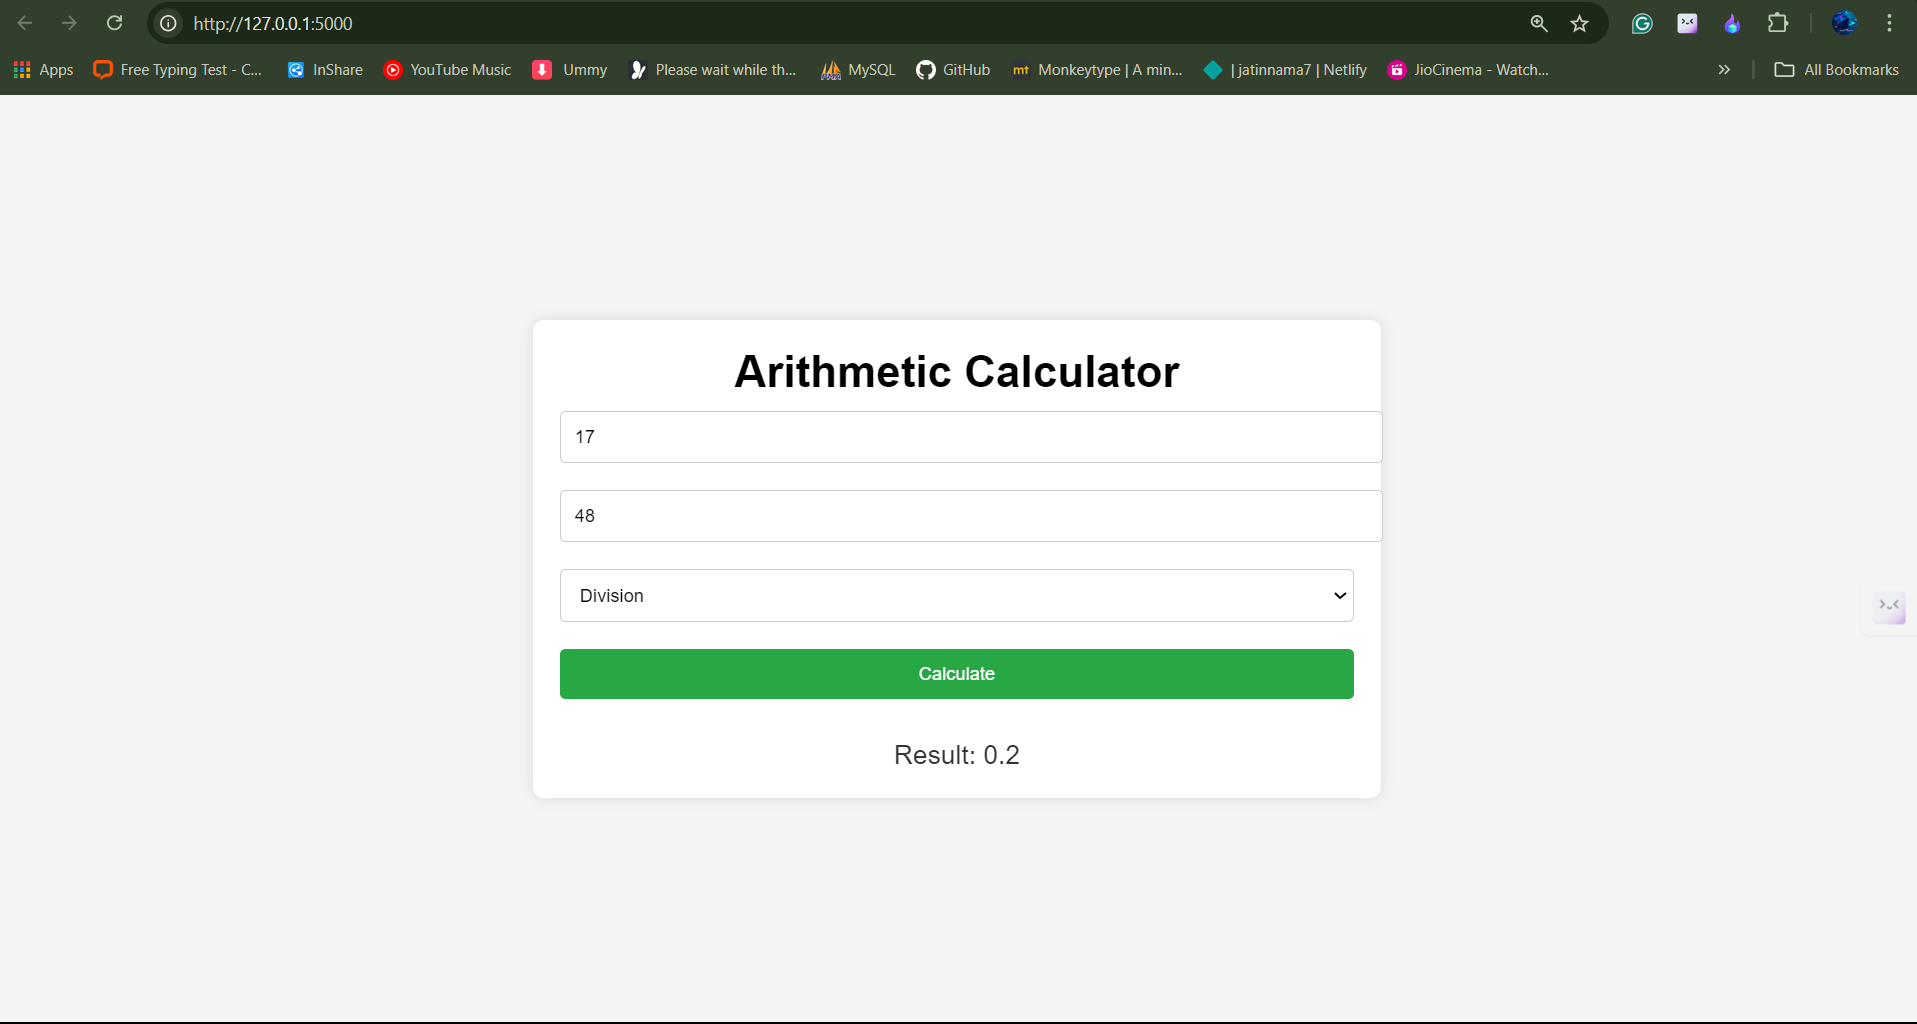 http://127.0.0.1:5000
Apps Free Typing Test - C... InShare YouTube Music Ummy Please wait while th... MySQL GitHub mt Monkeytype | A min... | jatinnama7 | Netlify JioCinema - Watch... All Bookmarks
Arithmetic Calculator
17
48
Division
Calculate
Result: 0.2